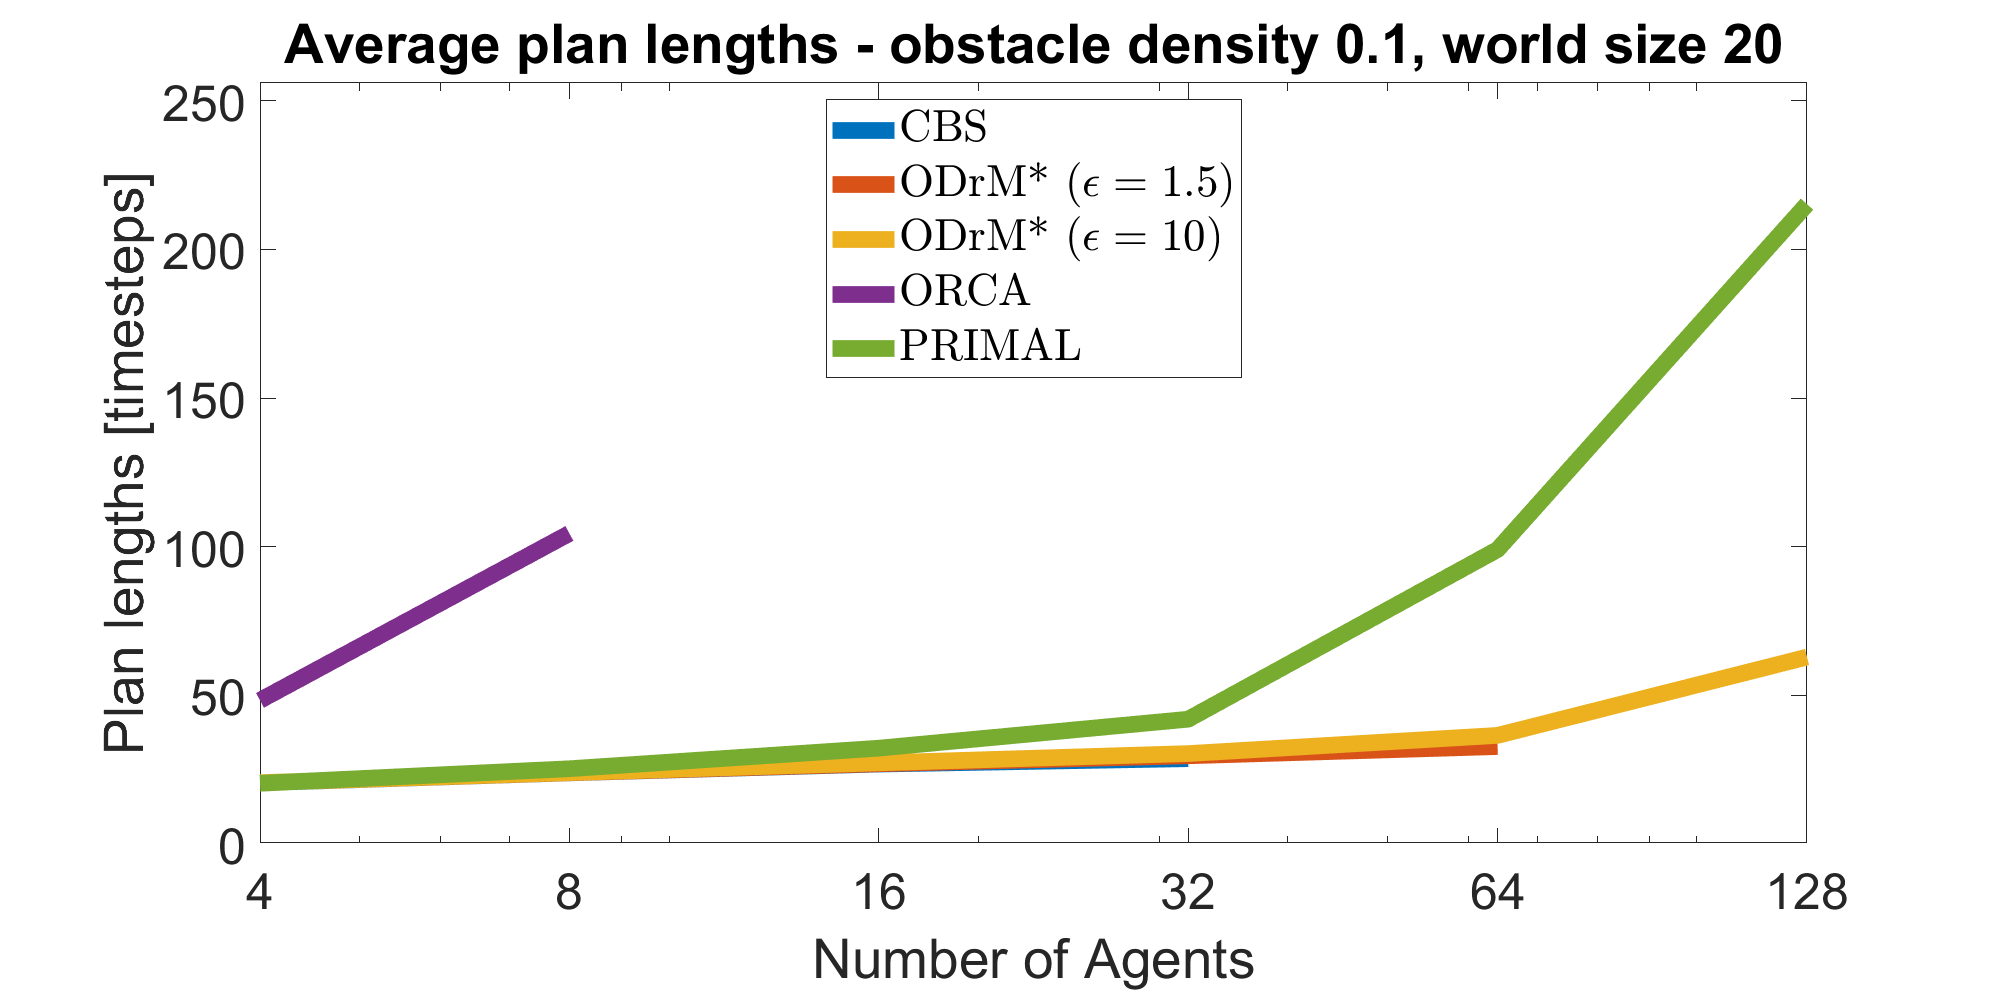 Average plan lengths - obstacle density 0.1, world size 20
250
200
150
100
50
0
Plan lengths [timesteps]
CBS
ODrM* (ϵ = 1.5)
ODrM* (ϵ = 10)
ORCA
PRIMAL
4 8 16 32 64 128
Number of Agents